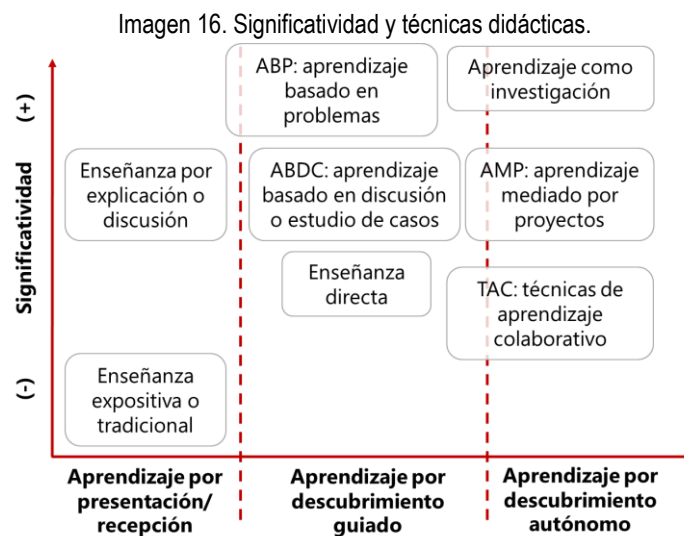 Imagen 16. Significatividad y técnicas didácticas.
Significatividad
(+)
(-)
ABP: aprendizaje
basado en
problemas
Aprendizaje como
investigación
Enseñanza por
explicación o
discusión
ABDC: aprendizaje
basado en discusión
o estudio de casos
AMP: aprendizaje
mediado por
proyectos
Enseñanza
directa
TAC: técnicas de
aprendizaje
colaborativo
Enseñanza
expositiva o
tradicional
Aprendizaje por
presentación/
recepción
Aprendizaje por
descubrimiento
guiado
Aprendizaje por
descubrimiento
autónomo